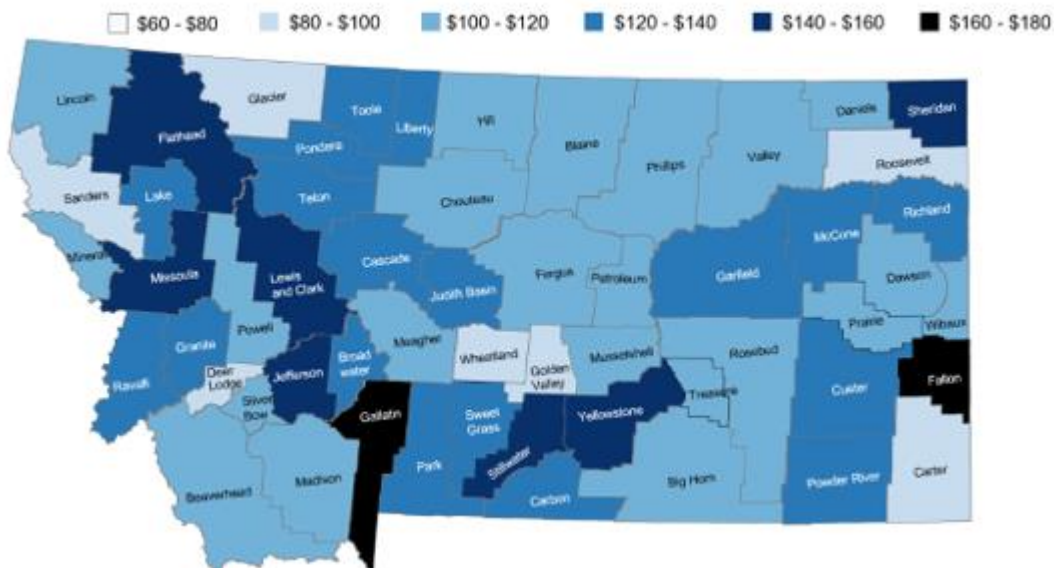 $60 - $80 $80 - $100 $100 - $120 $120 - $140 $140 - $160 $160 - $180
Lincoln
Flathead
Glacier
Toole
Liberty
Hill
Blaine
Phillips
Valley
Daniels
Sheridan
Roosevelt
Pondera
Sanders
Lake
Teton
Chouteau
Richland
McCone
Mineral
Missoula
Lewis
and Clark
Cascade
Judith Basin
Fergus
Petroleum
Garfield
Dawson
Powell
Granite
Meagher
Prairie
Wibaux
Ravalli
Deer
Lodge
Silver
Bow
Jefferson
Broad
water
Wheatland
Golden
Valley
Musselshell
Rosebud
Treasure
Custer
Fallon
Gallatn
Sweet
Grass
Stillwater
Yellowstone
Beaverhead
Madison
Park
Carbon
Big Horn
Powder River
Carter